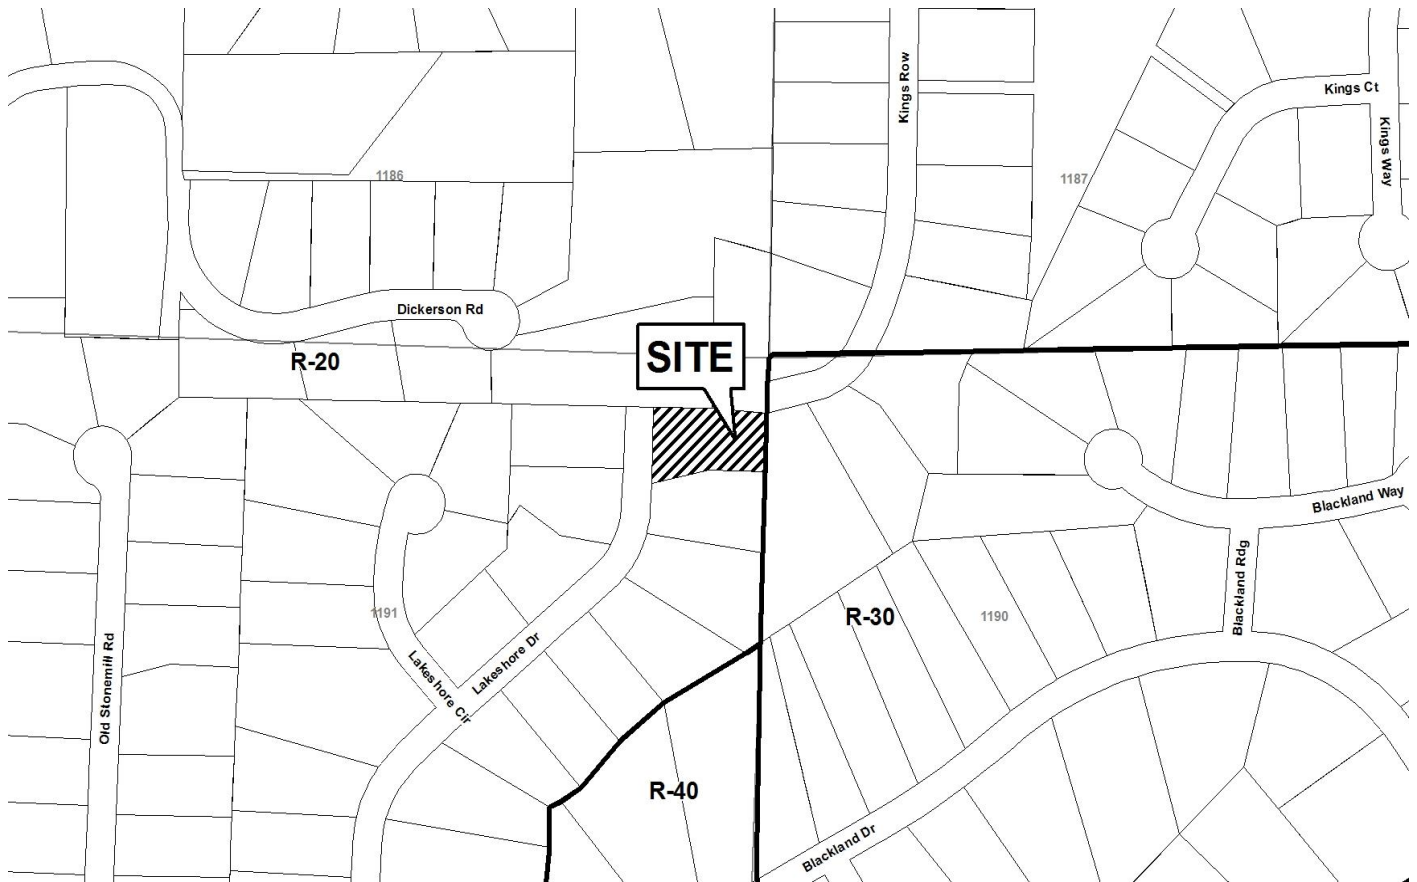 Kings Row
Kings Ct
Kings Way
1186
1187
Dickerson Rd
R-20
SITE
Blackland Way
Blackland Rdg
1191
R-30
1190
Old Stonemill Rd
Lakeshore Dr
Lakeshore Cir
R-40
Blackland Dr